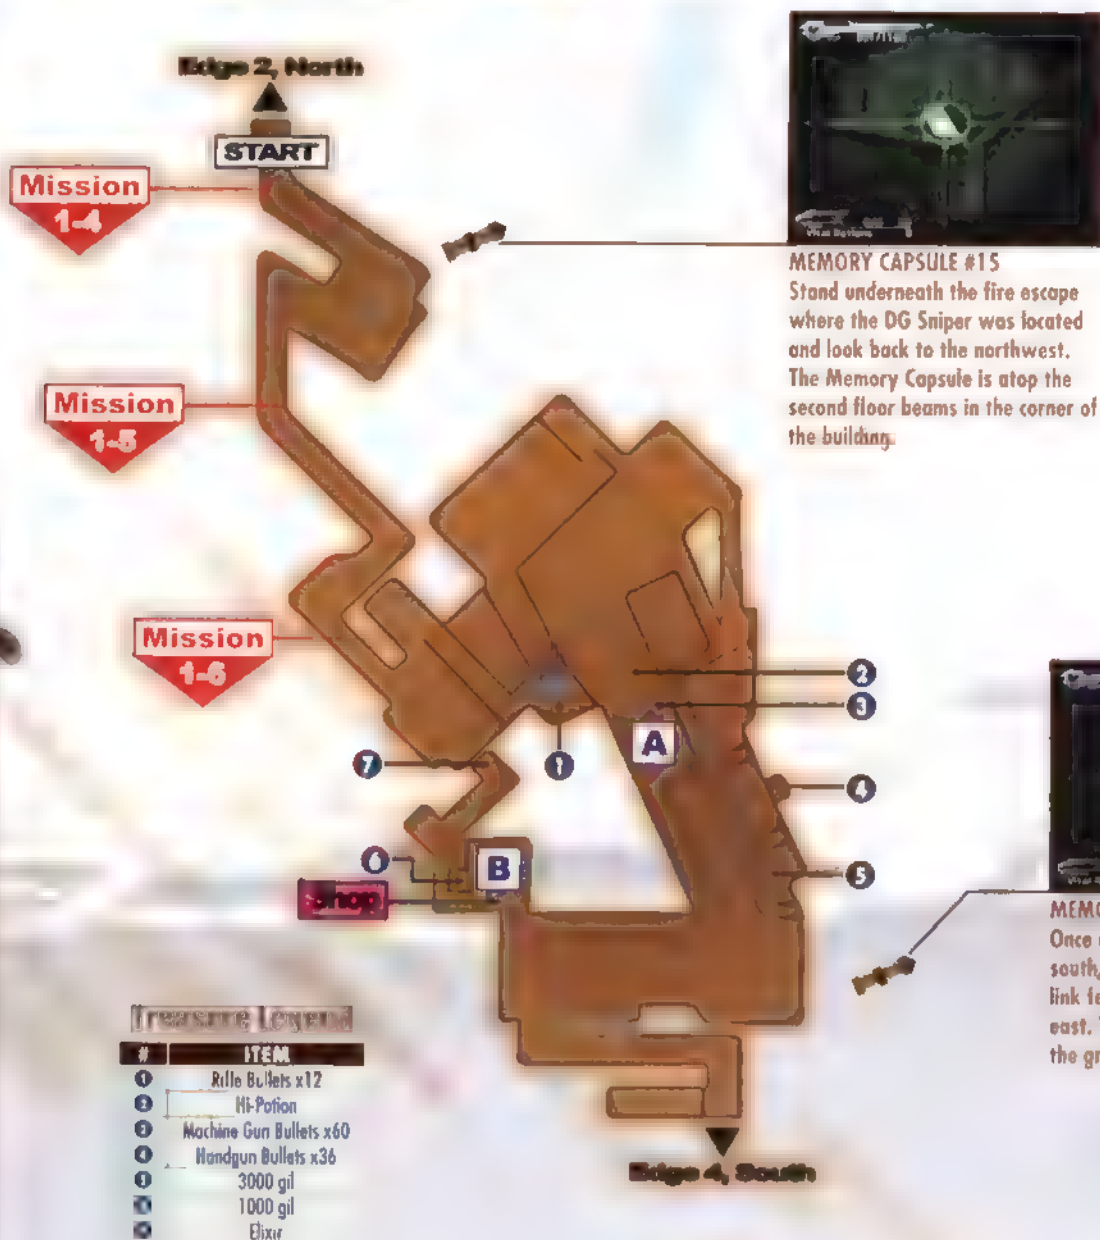 Edge 2, North
START
Mission
1-4
Mission
1-5
Mission
1-6
MEMORY CAPSULE #15
Stand underneath the fire escape
where the DG Sniper was located
and look back to the northwest.
The Memory Capsule is atop the
second floor beams in the corner of
the building.
2
3
A
1
7
4
6
B
5
Shop
MEMO
Once
south,
link fe
east.
the gr
Treasure Legend
# ITEM
1 Rifle Bullets x12
2 Hi-Potion
3 Machine Gun Bullets x60
4 Handgun Bullets x36
3000 gil
1000 gil
Elixir
Edge 4, South